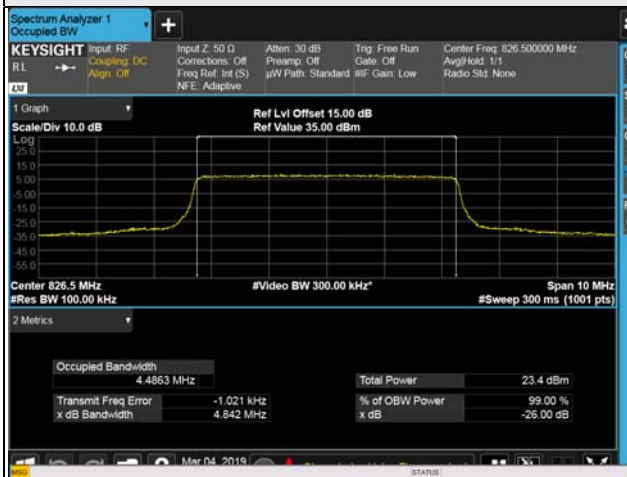 Spectrum Analyzer 1
Occupied BW
KEYSIGHT Input: RF Input Z: 50 Ω Atten: 30 dB Trig: Free Run Center Freq: 826.500000 MHz
Coupling: DC Corrections: Off Preamp: Off Gate: Off Avg|Hold: 1/1
RL Align: Off Freq Ref: Int (S) µW Path: Standard #IF Gain: Low Radio Std: None
LXI NFE: Adaptive
1 Graph Ref Lvl Offset 15.00 dB
Scale/Div 10.0 dB Ref Value 35.00 dBm
Log
25.0
15.0
5.00
-5.00
-15.0
-25.0
-35.0
-45.0
-55.0
Center 826.5 MHz #Video BW 300.00 kHz* Span 10 MHz
#Res BW 100.00 kHz #Sweep 300 ms (1001 pts)
2 Metrics
Occupied Bandwidth
4.4863 MHz Total Power 23.4 dBm
Transmit Freq Error -1.021 kHz % of OBW Power 99.00 %
x dB Bandwidth 4.842 MHz x dB -26.00 dB
Mar 04, 2019
MSG STATUS